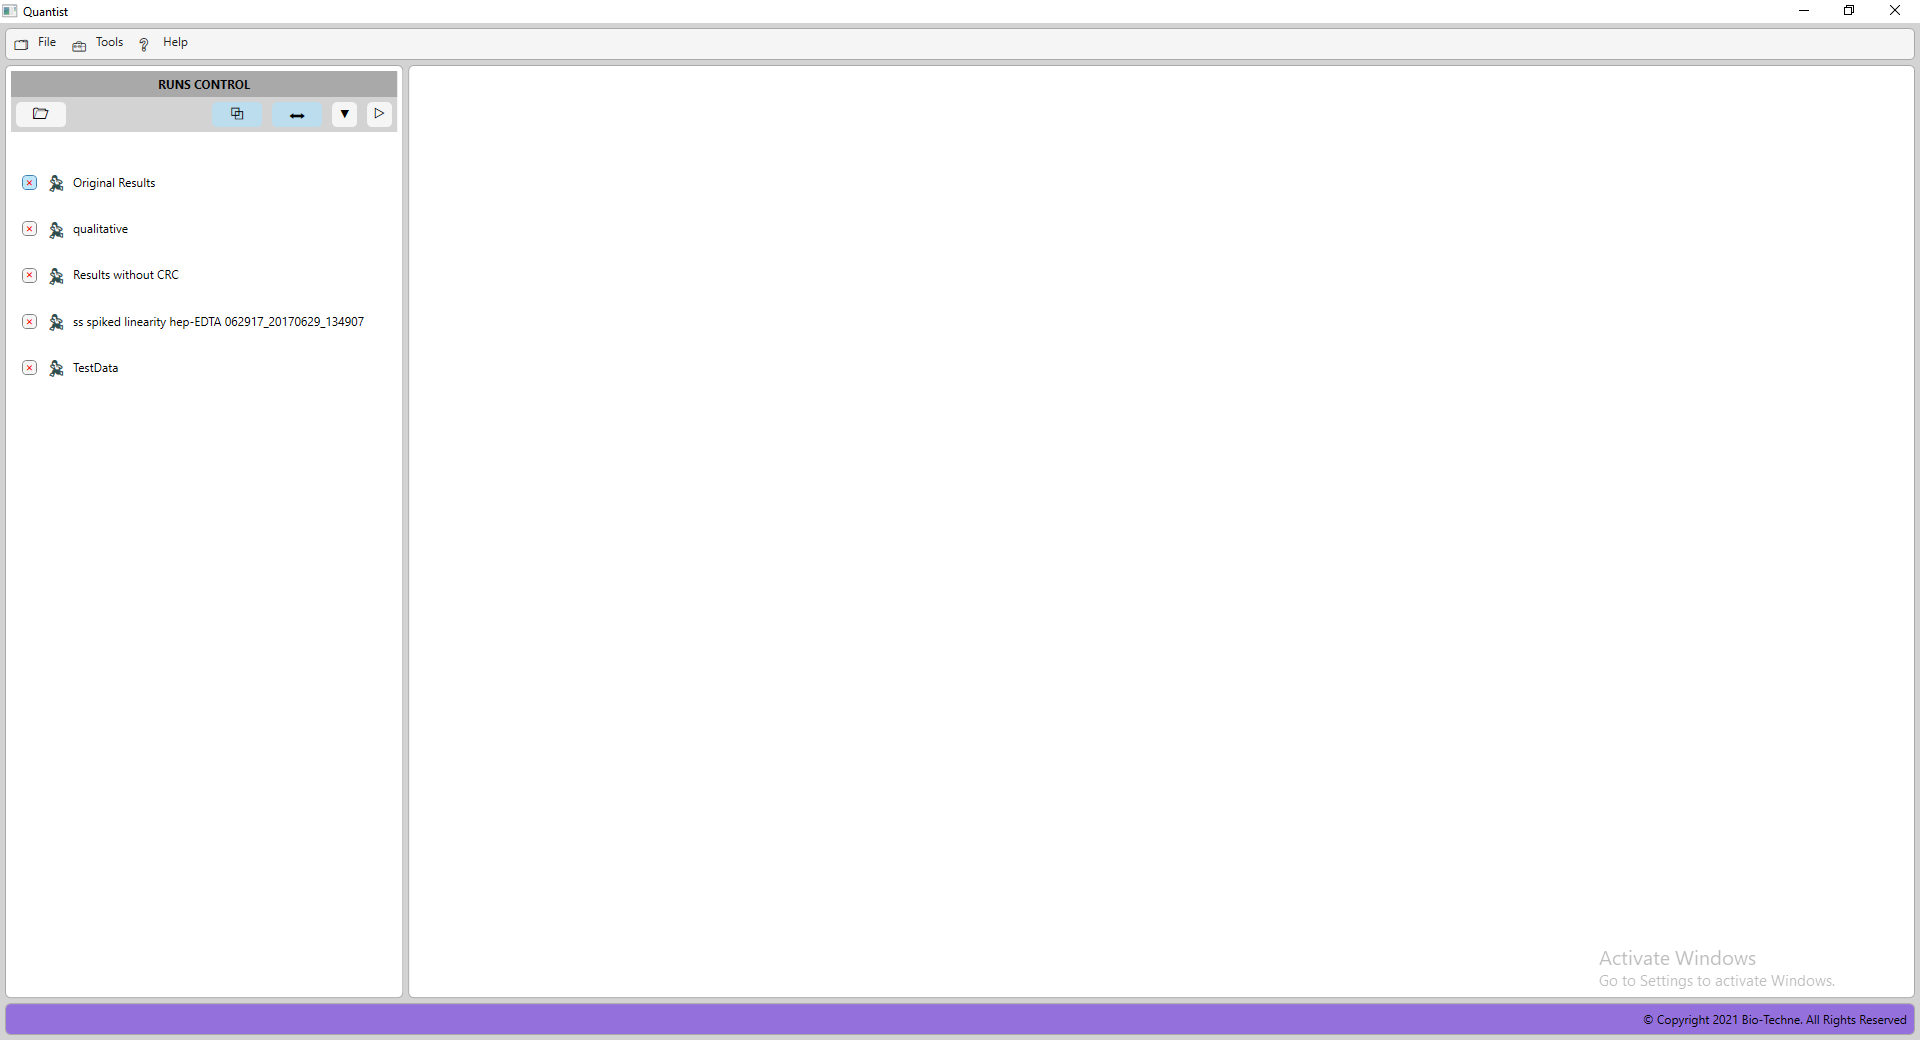 Quantist
File Tools Help
RUNS CONTROL
Original Results
qualitative
Results without CRC
ss spiked linearity hep-EDTA 062917_20170629_134907
TestData
Activate Windows
Go to Settings to activate Windows.
© Copyright 2021 Bio-Techne. All Rights Reserved